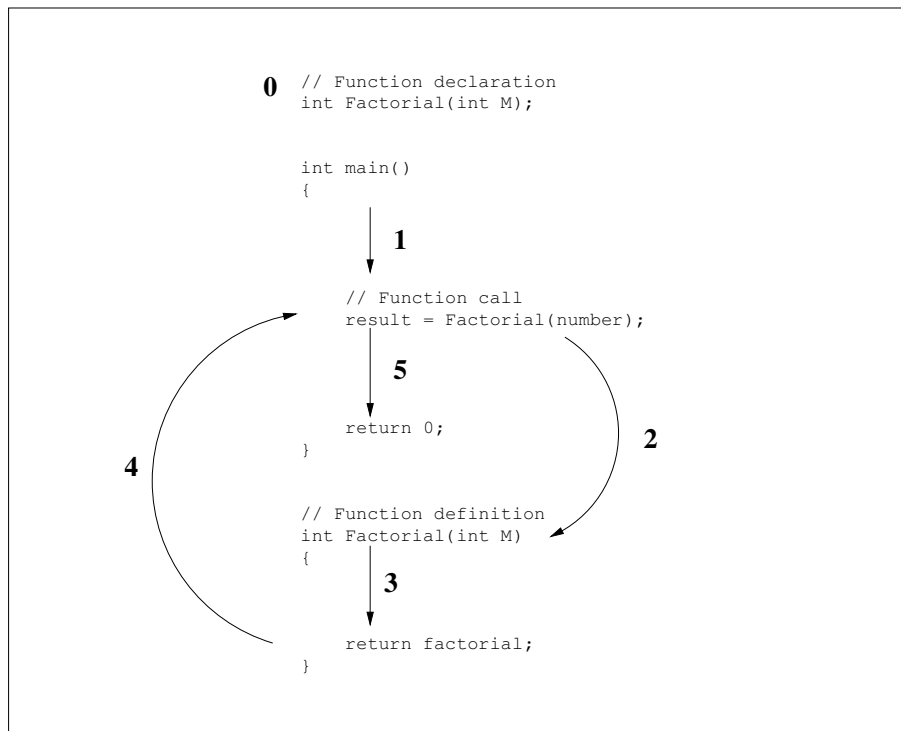 0 // Function declaration
int Factorial(int M);
int main()
{
1
// Function call
result = Factorial(number);
5
return 0;
2
}
4
// Function definition
int Factorial(int M)
{
3
return factorial;
}